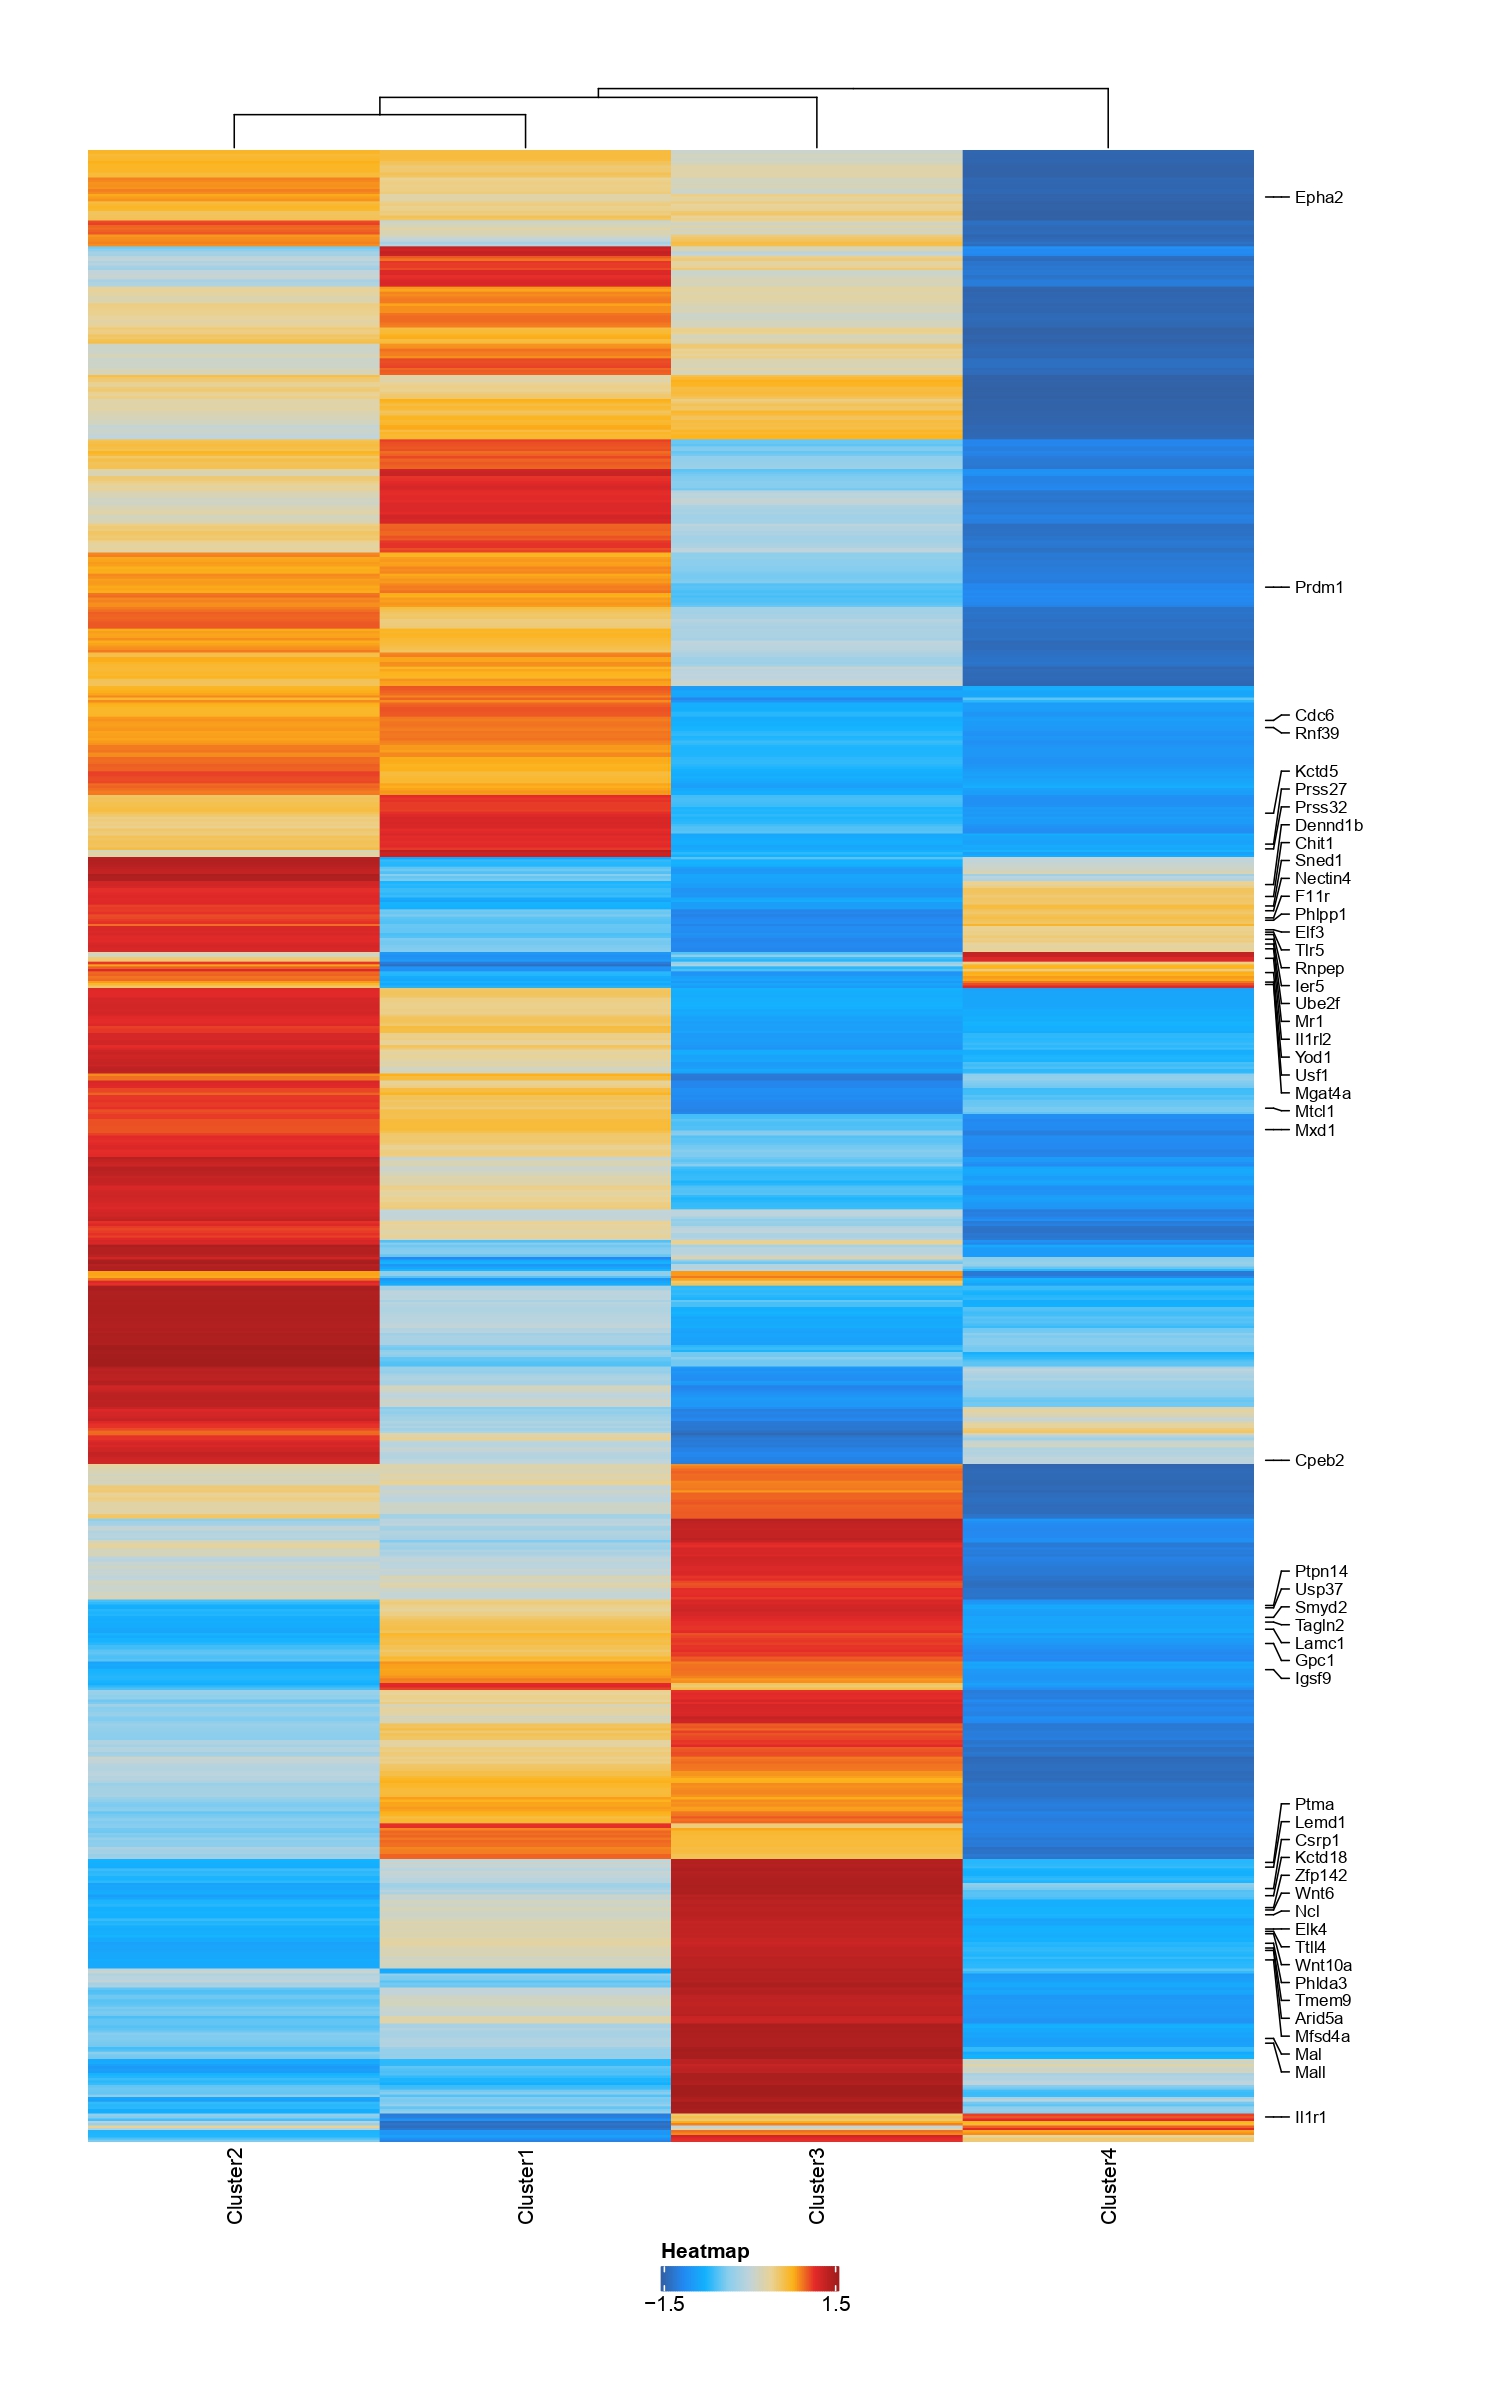 Epha2
Prdm1
Cdc6
Rnf39
Kctd5
Prss27
Prss32
Dennd1b
Chit1
Sned1
Nectin4
F11r
Phlpp1
Elf3
Tlr5
Rnpep
Ier5
Ube2f
Mr1
Il1rl2
Yod1
Usf1
Mgat4a
Mtcl1
Mxd1
Cpeb2
Ptpn14
Usp37
Smyd2
Tagln2
Lamc1
Gpc1
Igsf9
Ptma
Lemd1
Csrp1
Kctd18
Zfp142
Wnt6
Ncl
Elk4
Ttll4
Wnt10a
Phlda3
Tmem9
Arid5a
Mfsd4a
Mal
Mall
Il1r1
Cluster2
Cluster1
Cluster3
Cluster4
Heatmap
−1.5 1.5